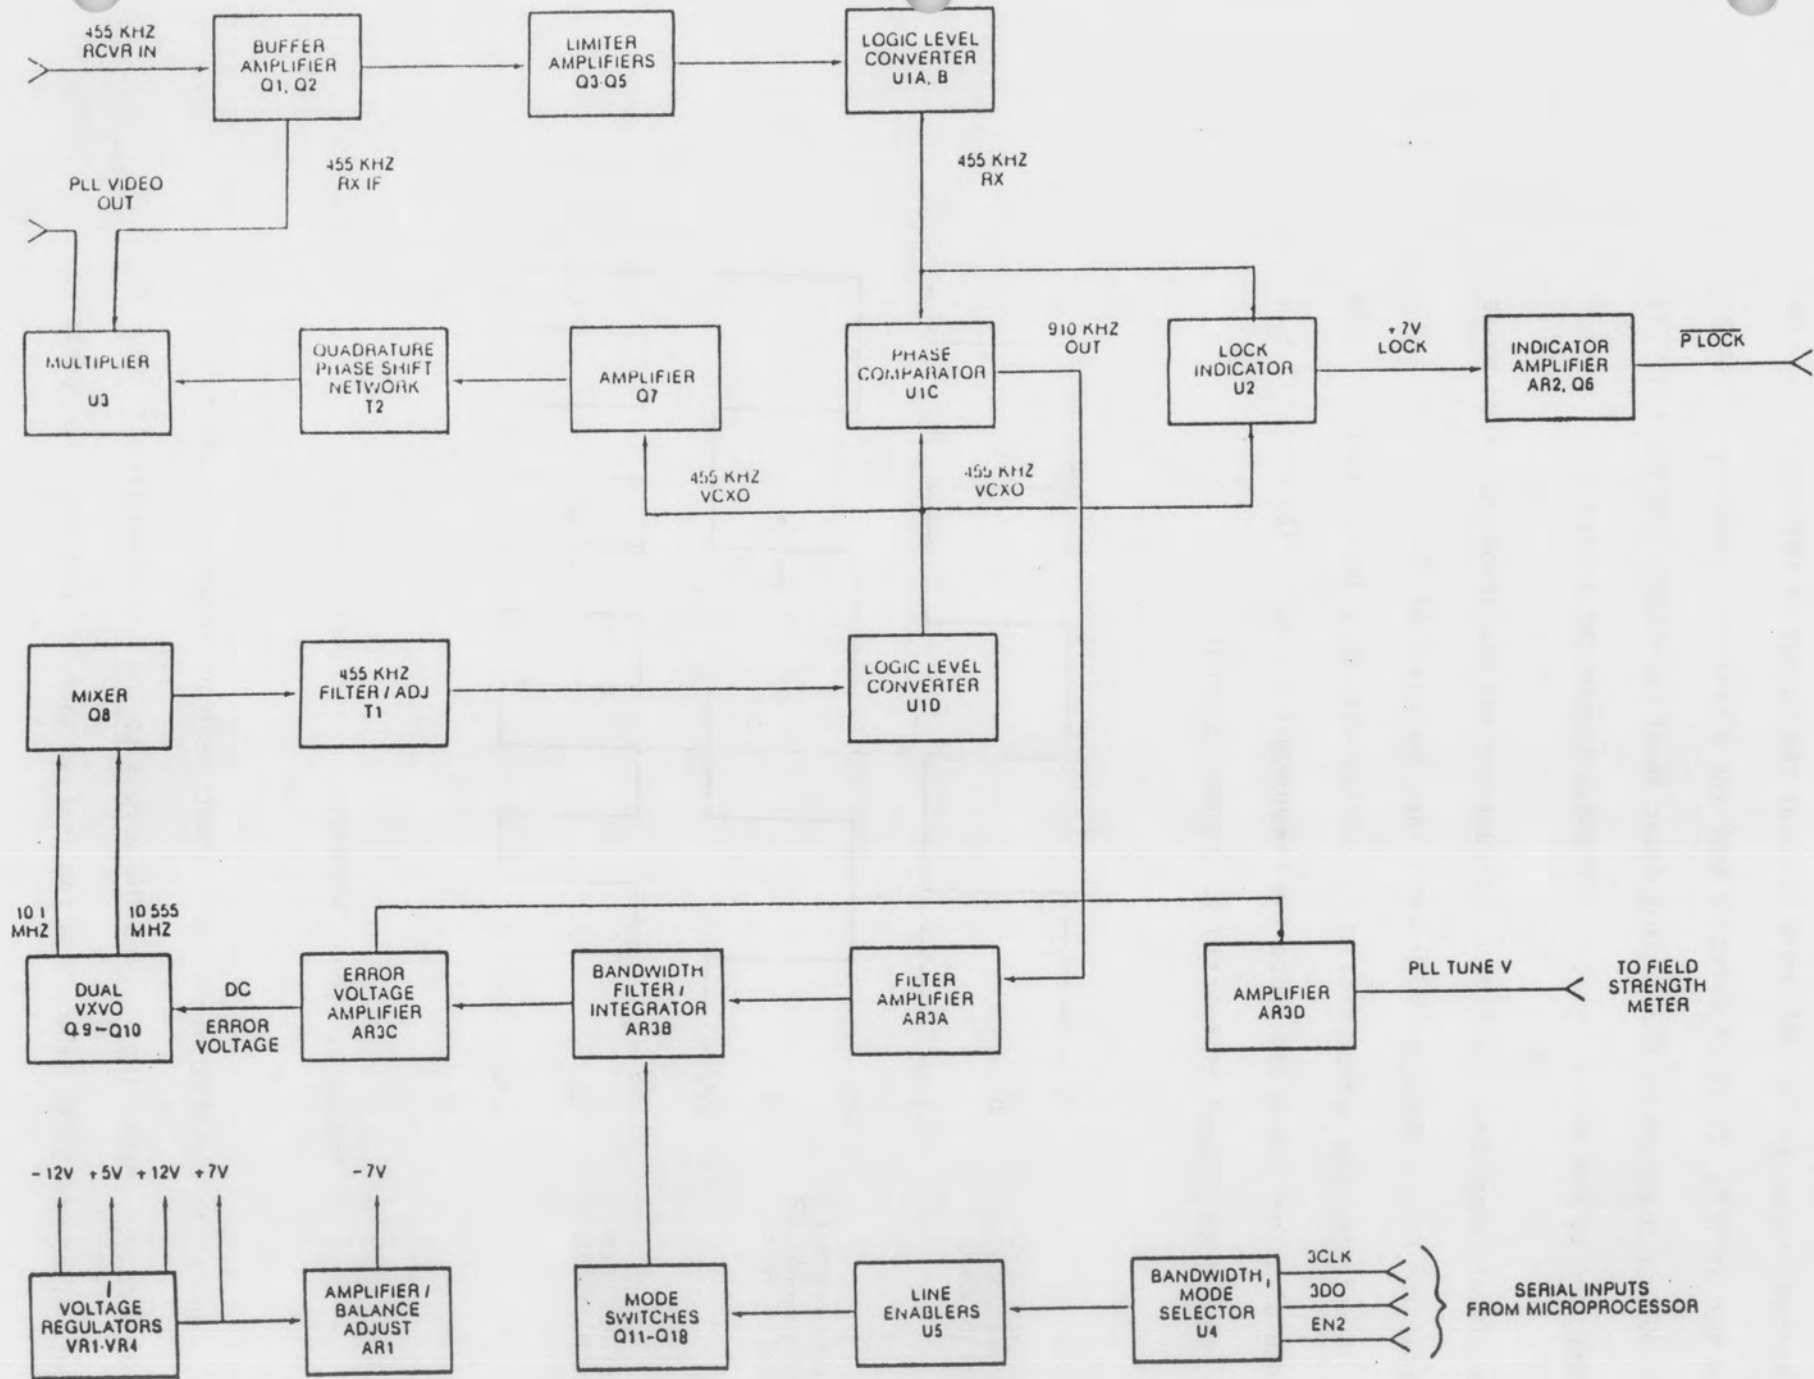 455 KHZ
RCVR IN
BUFFER
AMPLIFIER
Q1, Q2
LIMITER
AMPLIFIERS
Q3-Q5
LOGIC LEVEL
CONVERTER
U1A, B
PLL VIDEO
OUT
455 KHZ
RX IF
455 KHZ
RX
MULTIPLIER
U3
QUADRATURE
PHASE SHIFT
NETWORK
T2
AMPLIFIER
Q7
PHASE
COMPARATOR
U1C
910 KHZ
OUT
LOCK
INDICATOR
U2
+7V
LOCK
INDICATOR
AMPLIFIER
AR2, Q6
P LOCK
455 KHZ
VCXO
455 KHZ
VCXO
MIXER
Q8
455 KHZ
FILTER / ADJ
T1
LOGIC LEVEL
CONVERTER
U1D
10 1
MHZ
10 555
MHZ
DUAL
VXVO
Q9-Q10
DC
ERROR
VOLTAGE
ERROR
VOLTAGE
AMPLIFIER
AR3C
BANDWIDTH
FILTER /
INTEGRATOR
AR3B
FILTER
AMPLIFIER
AR3A
AMPLIFIER
AR3D
PLL TUNE V
TO FIELD
STRENGTH
METER
-12V +5V +12V +7V
-7V
VOLTAGE
REGULATORS
VR1-VR4
AMPLIFIER /
BALANCE
ADJUST
AR1
MODE
SWITCHES
Q11-Q18
LINE
ENABLERS
U5
BANDWIDTH
MODE
SELECTOR
U4
3CLK
3DO
EN2
SERIAL INPUTS
FROM MICROPROCESSOR